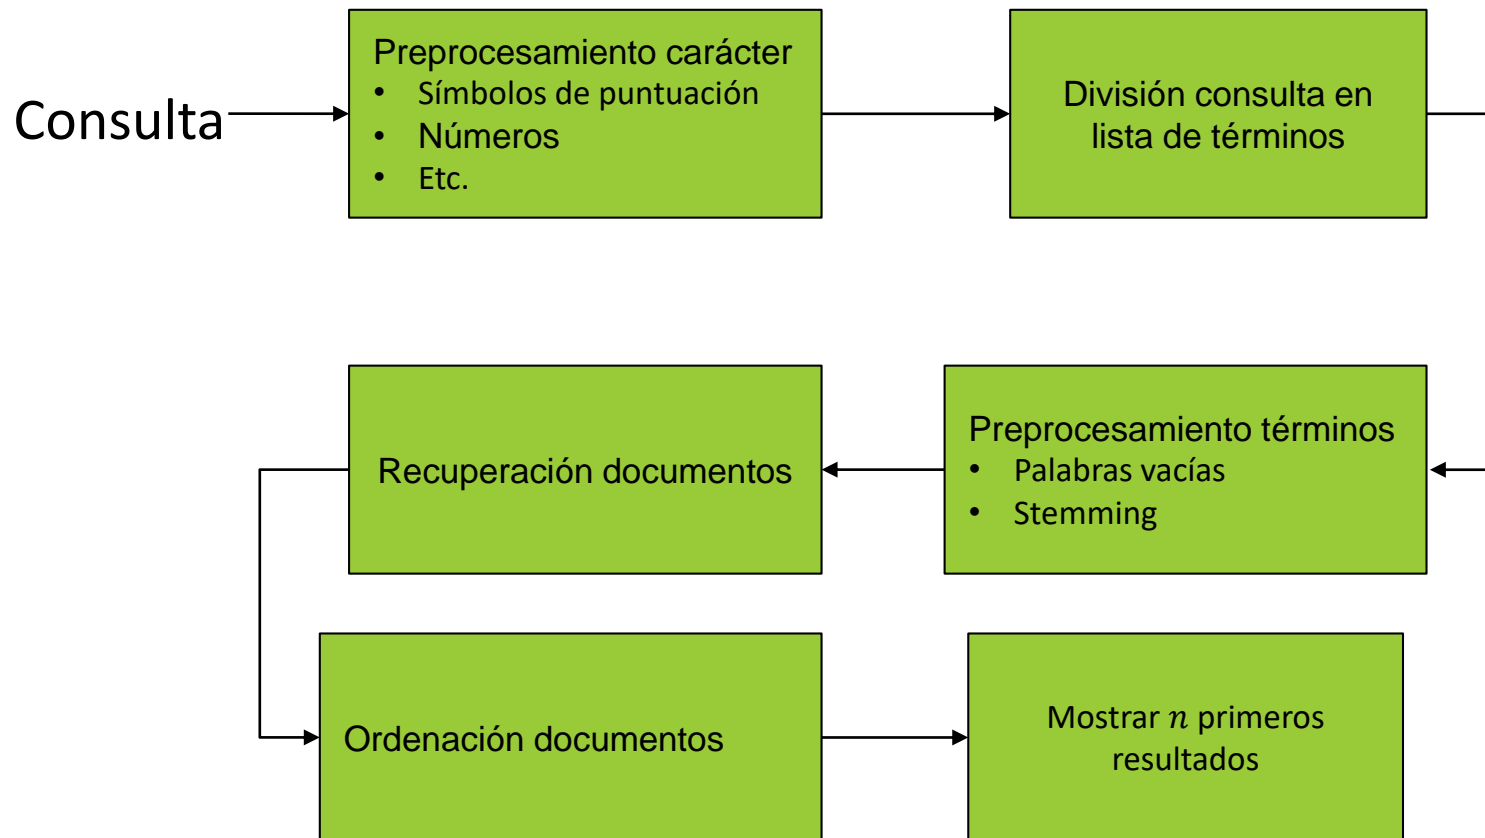 Consulta
Preprocesamiento carácter
• Símbolos de puntuación
• Números
• Etc.
División consulta en
lista de términos
Preprocesamiento términos
• Palabras vacías
• Stemming
Recuperación documentos
Ordenación documentos
Mostrar n primeros
resultados